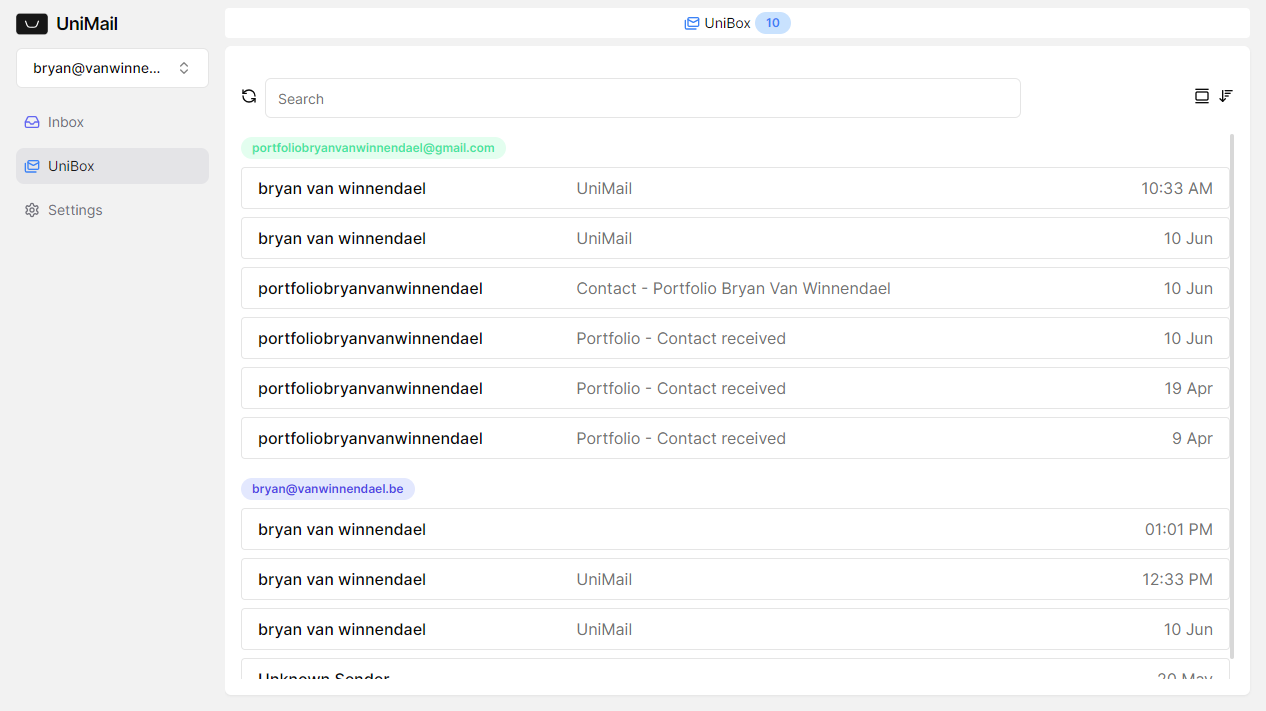 UniMail
UniBox 10
bryan@vanwinne...
Search
Inbox
UniBox
Settings
portfoliobryanvanwinnendael@gmail.com
bryan van winnendael UniMail 10:33 AM
bryan van winnendael UniMail 10 Jun
portfoliobryanvanwinnendael Contact - Portfolio Bryan Van Winnendael 10 Jun
portfoliobryanvanwinnendael Portfolio - Contact received 10 Jun
portfoliobryanvanwinnendael Portfolio - Contact received 19 Apr
portfoliobryanvanwinnendael Portfolio - Contact received 9 Apr
bryan@vanwinnendael.be
bryan van winnendael 01:01 PM
bryan van winnendael UniMail 12:33 PM
bryan van winnendael UniMail 10 Jun
Unknown Sender